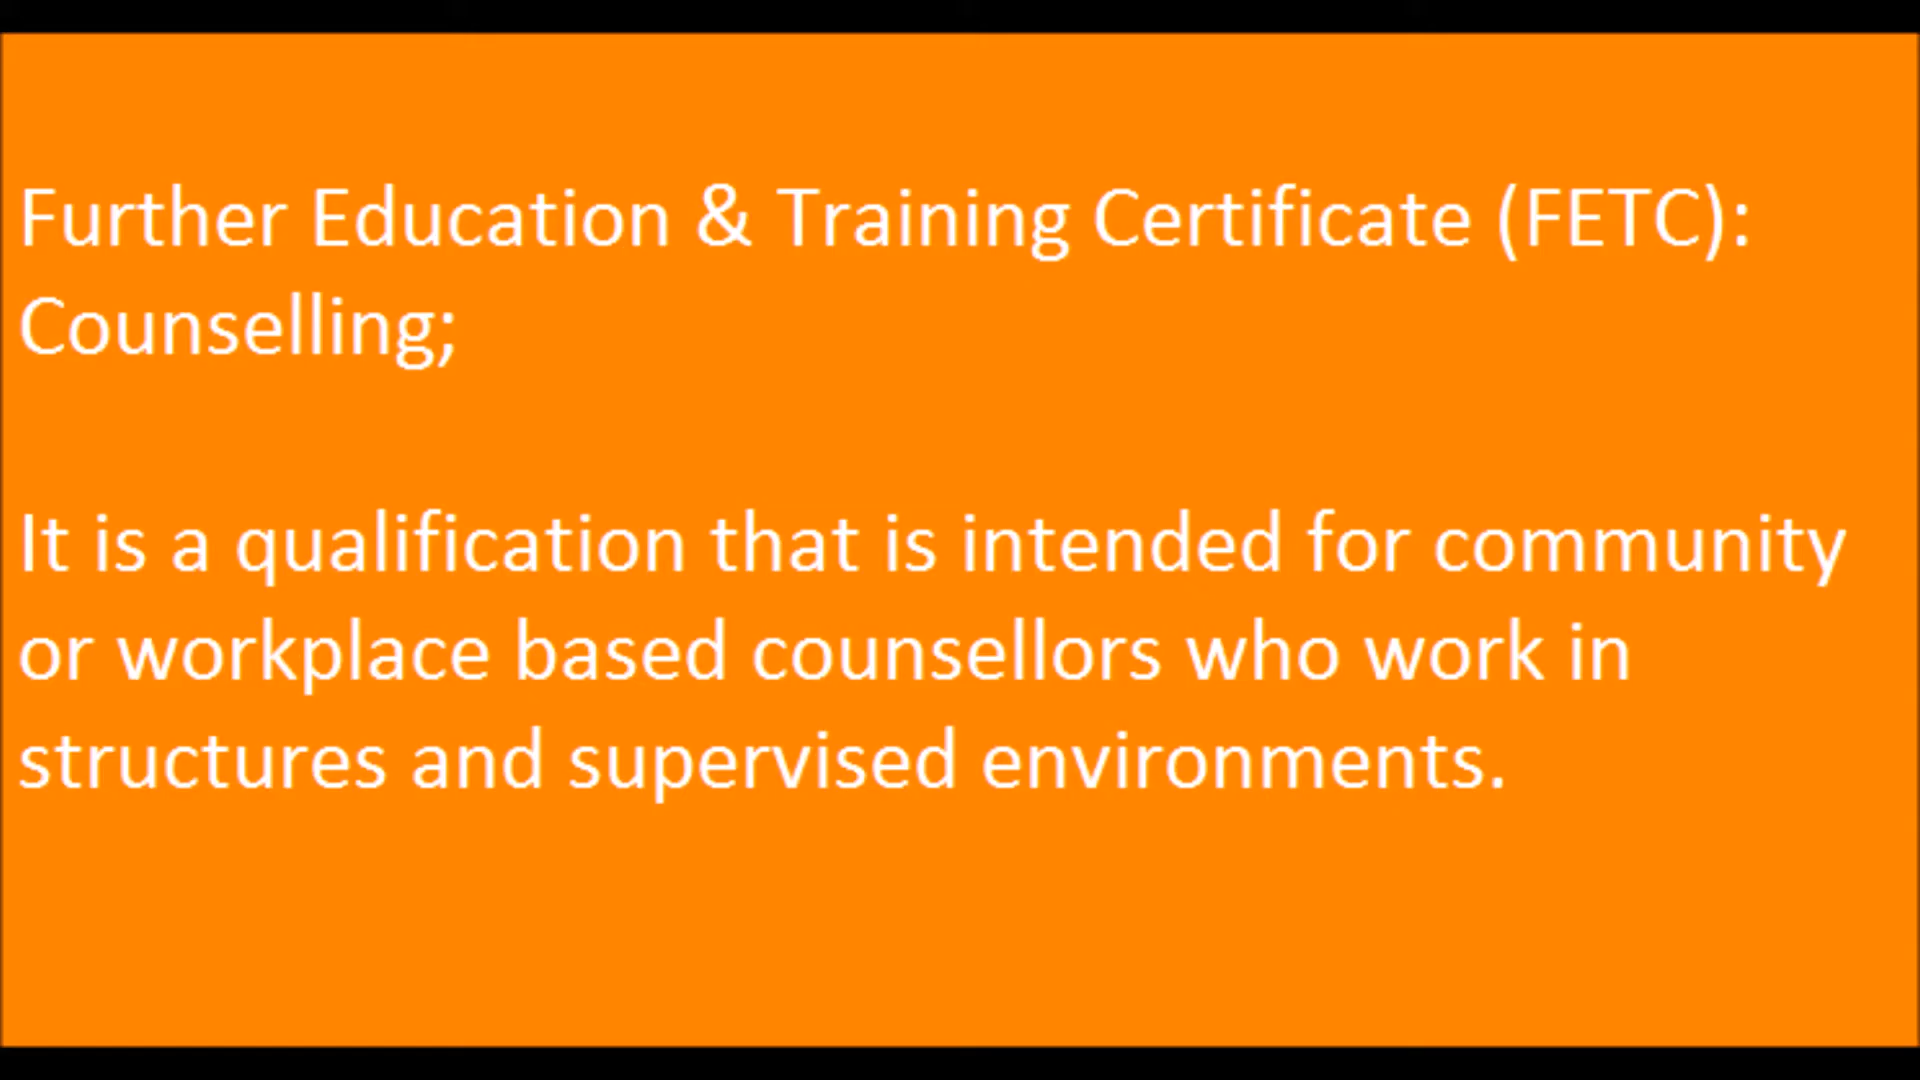 Further Education & Training Certificate (FETC):
Counselling;
It is a qualification that is intended for community
or workplace based counsellors who work in
structures and supervised environments.